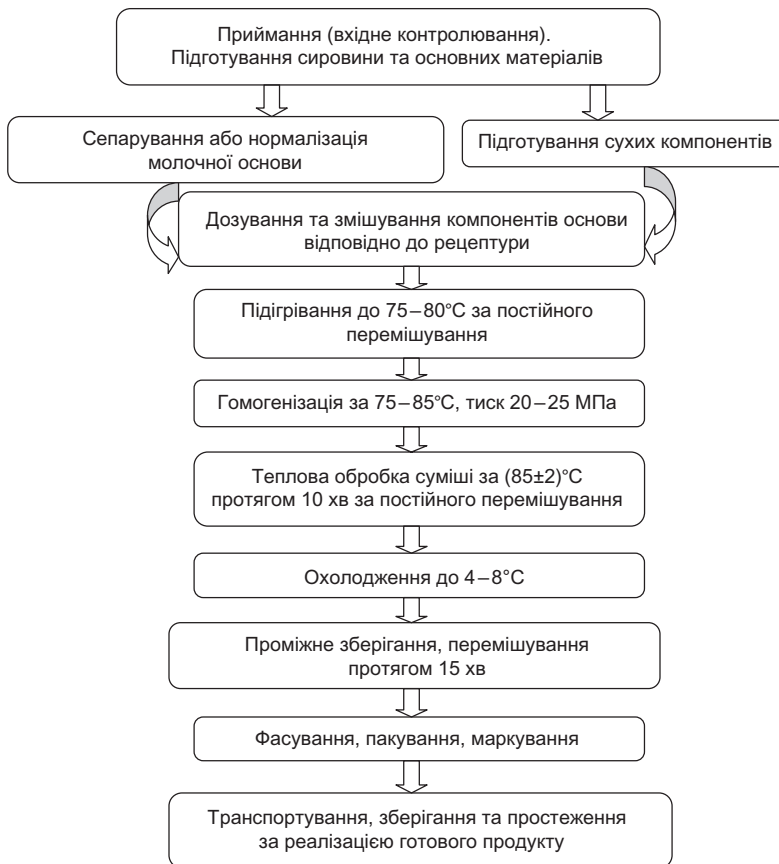 Приймання (вхідне контролювання).
Підготування сировини та основних матеріалів
Сепарування або нормалізація
молочної основи
Підготування сухих компонентів
Дозування та змішування компонентів основи
відповідно до рецептури
Підігрівання до 75–80°С за постійного
перемішування
Гомогенізація за 75–85°С, тиск 20–25 МПа
Теплова обробка суміші за (85±2)°С
протягом 10 хв за постійного перемішування
Охолодження до 4–8°С
Проміжне зберігання, перемішування
протягом 15 хв
Фасування, пакування, маркування
Транспортування, зберігання та простеження
за реалізацією готового продукту